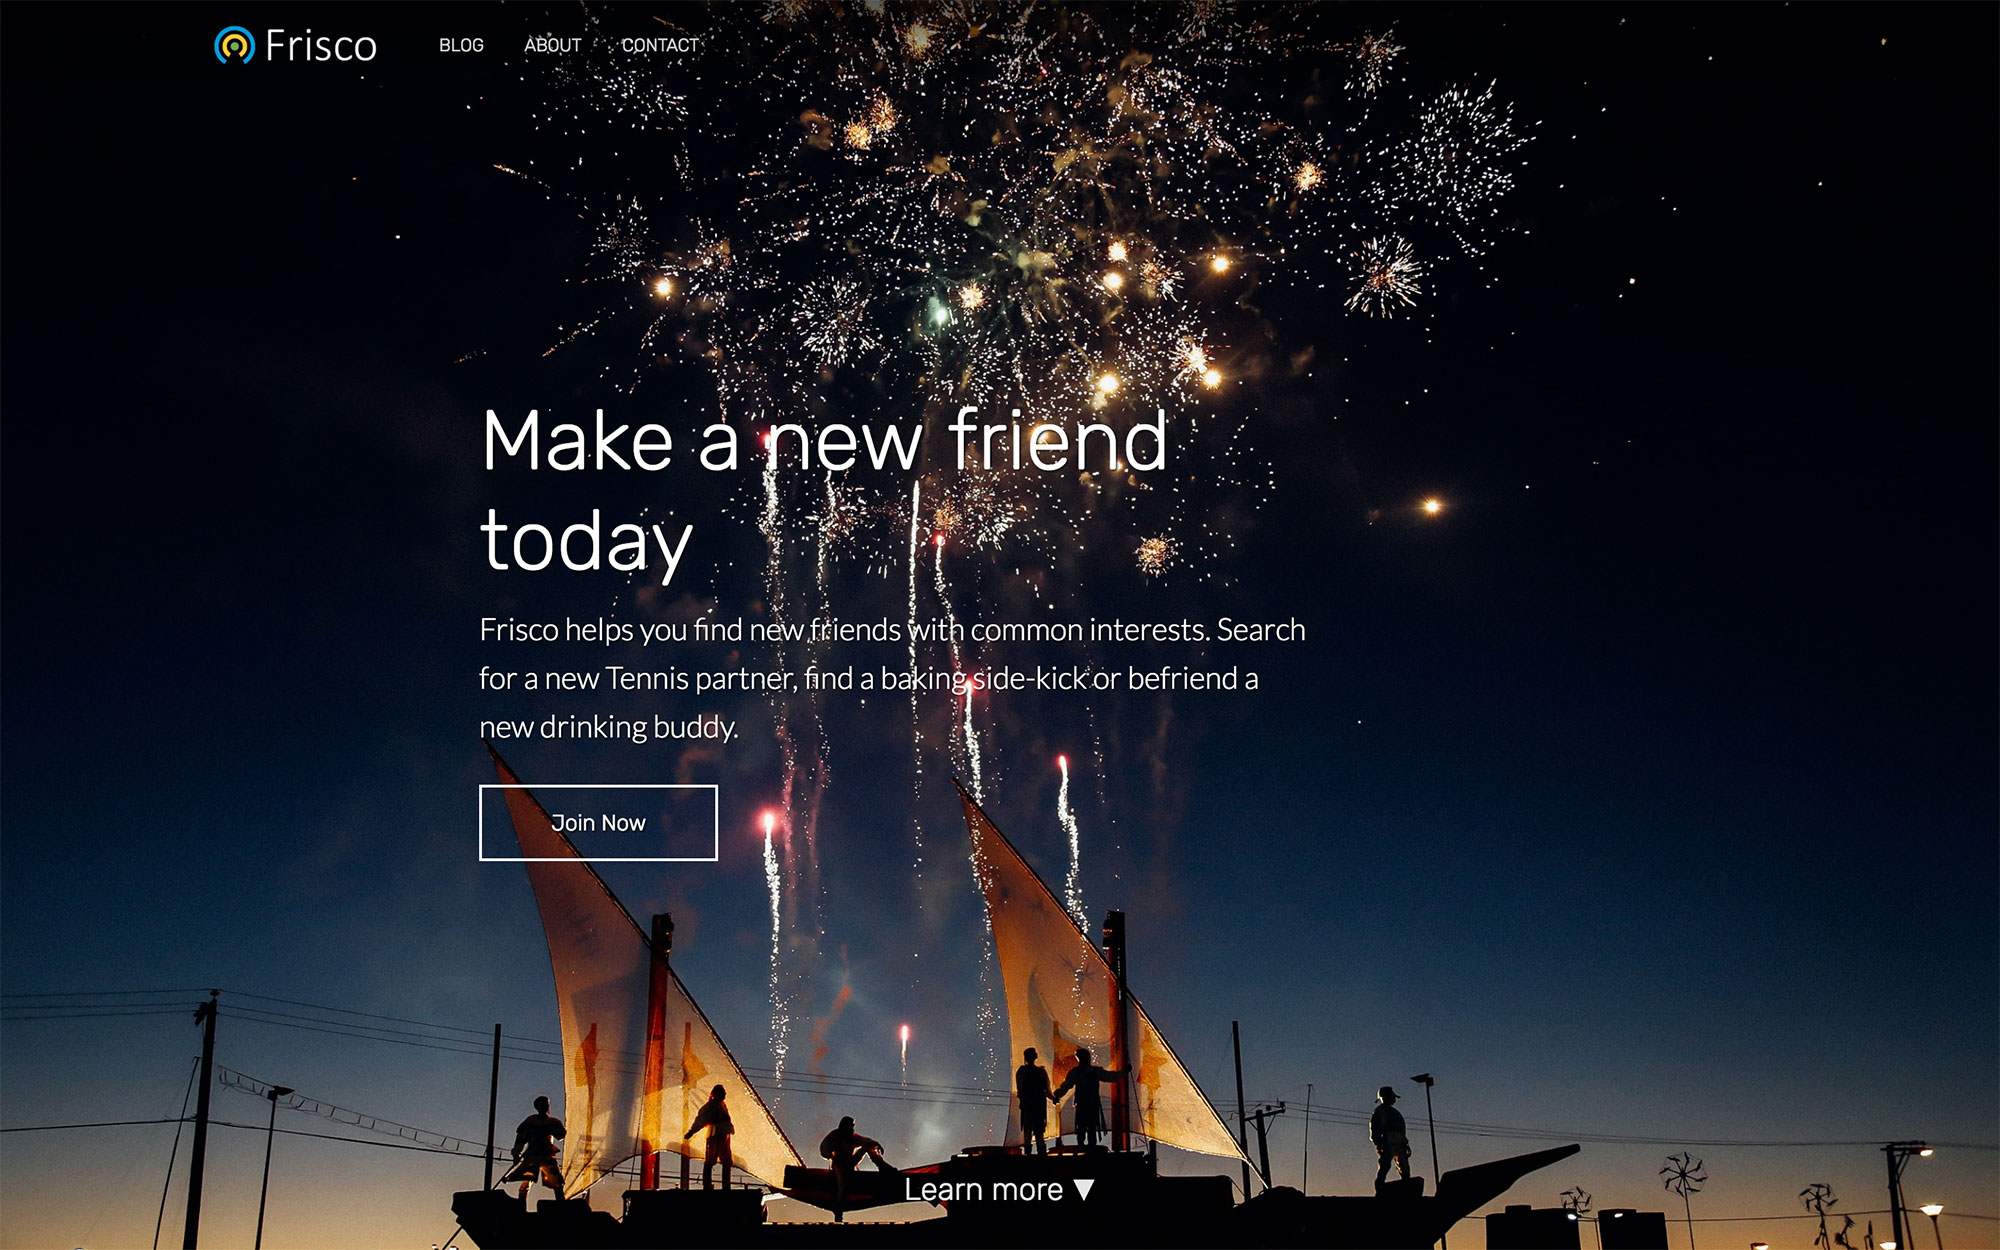 Frisco
BLOG ABOUT CONTACT
Make a new friend
today
Frisco helps you find new friends with common interests. Search
for a new Tennis partner, find a baking side-kick or befriend a
new drinking buddy.
Join Now
Learn more ▼